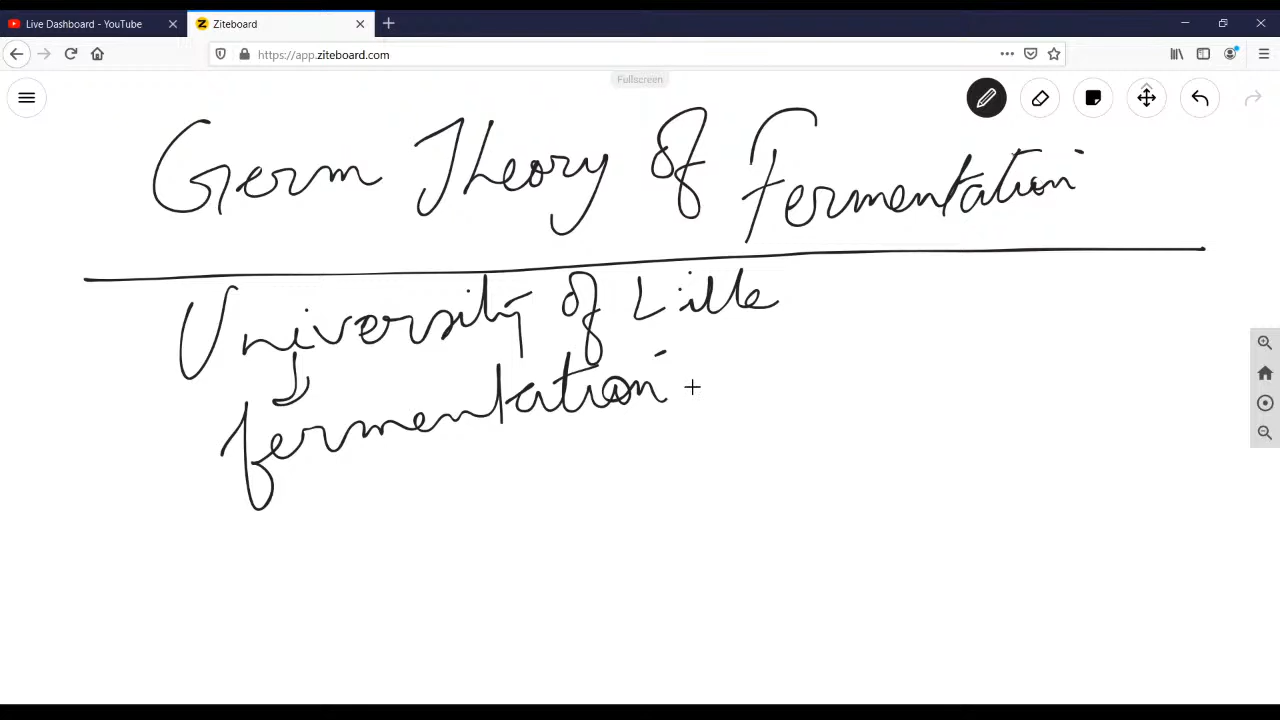 Live Dashboard - YouTube
Ziteboard
https://app.ziteboard.com
Fullscreen
Germ Theory of Fermentation
University of Lille
fermentation